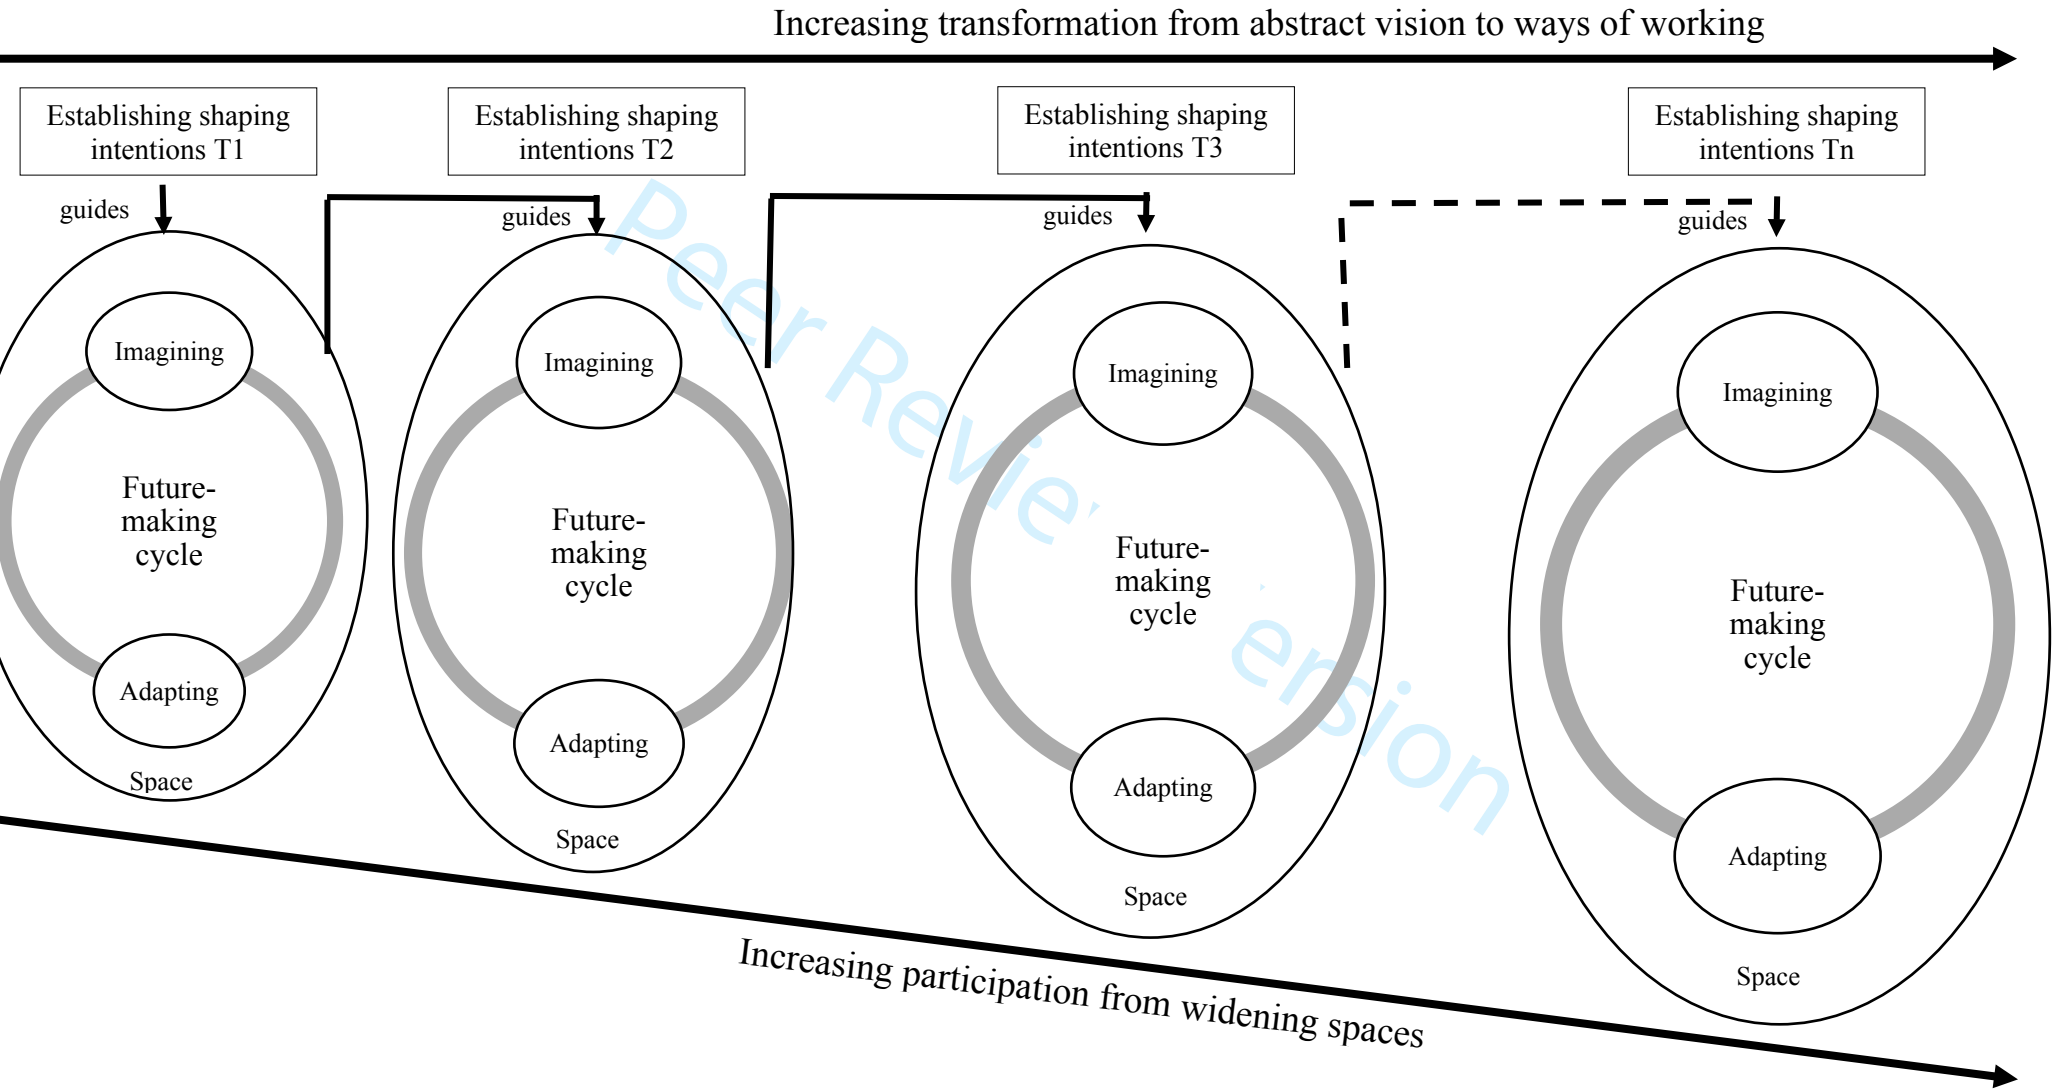 Increasing transformation from abstract vision to ways of working
Establishing shaping
intentions T1
Establishing shaping
intentions T2
Establishing shaping
intentions T3
Establishing shaping
intentions Tn
guides
guides
guides
guides
Imagining
Future-
making
cycle
Adapting
Space
Imagining
Future-
making
cycle
Adapting
Space
Imagining
Future-
making
cycle
Adapting
Space
Imagining
Future-
making
cycle
Adapting
Space
Increasing participation from widening spaces
Peer